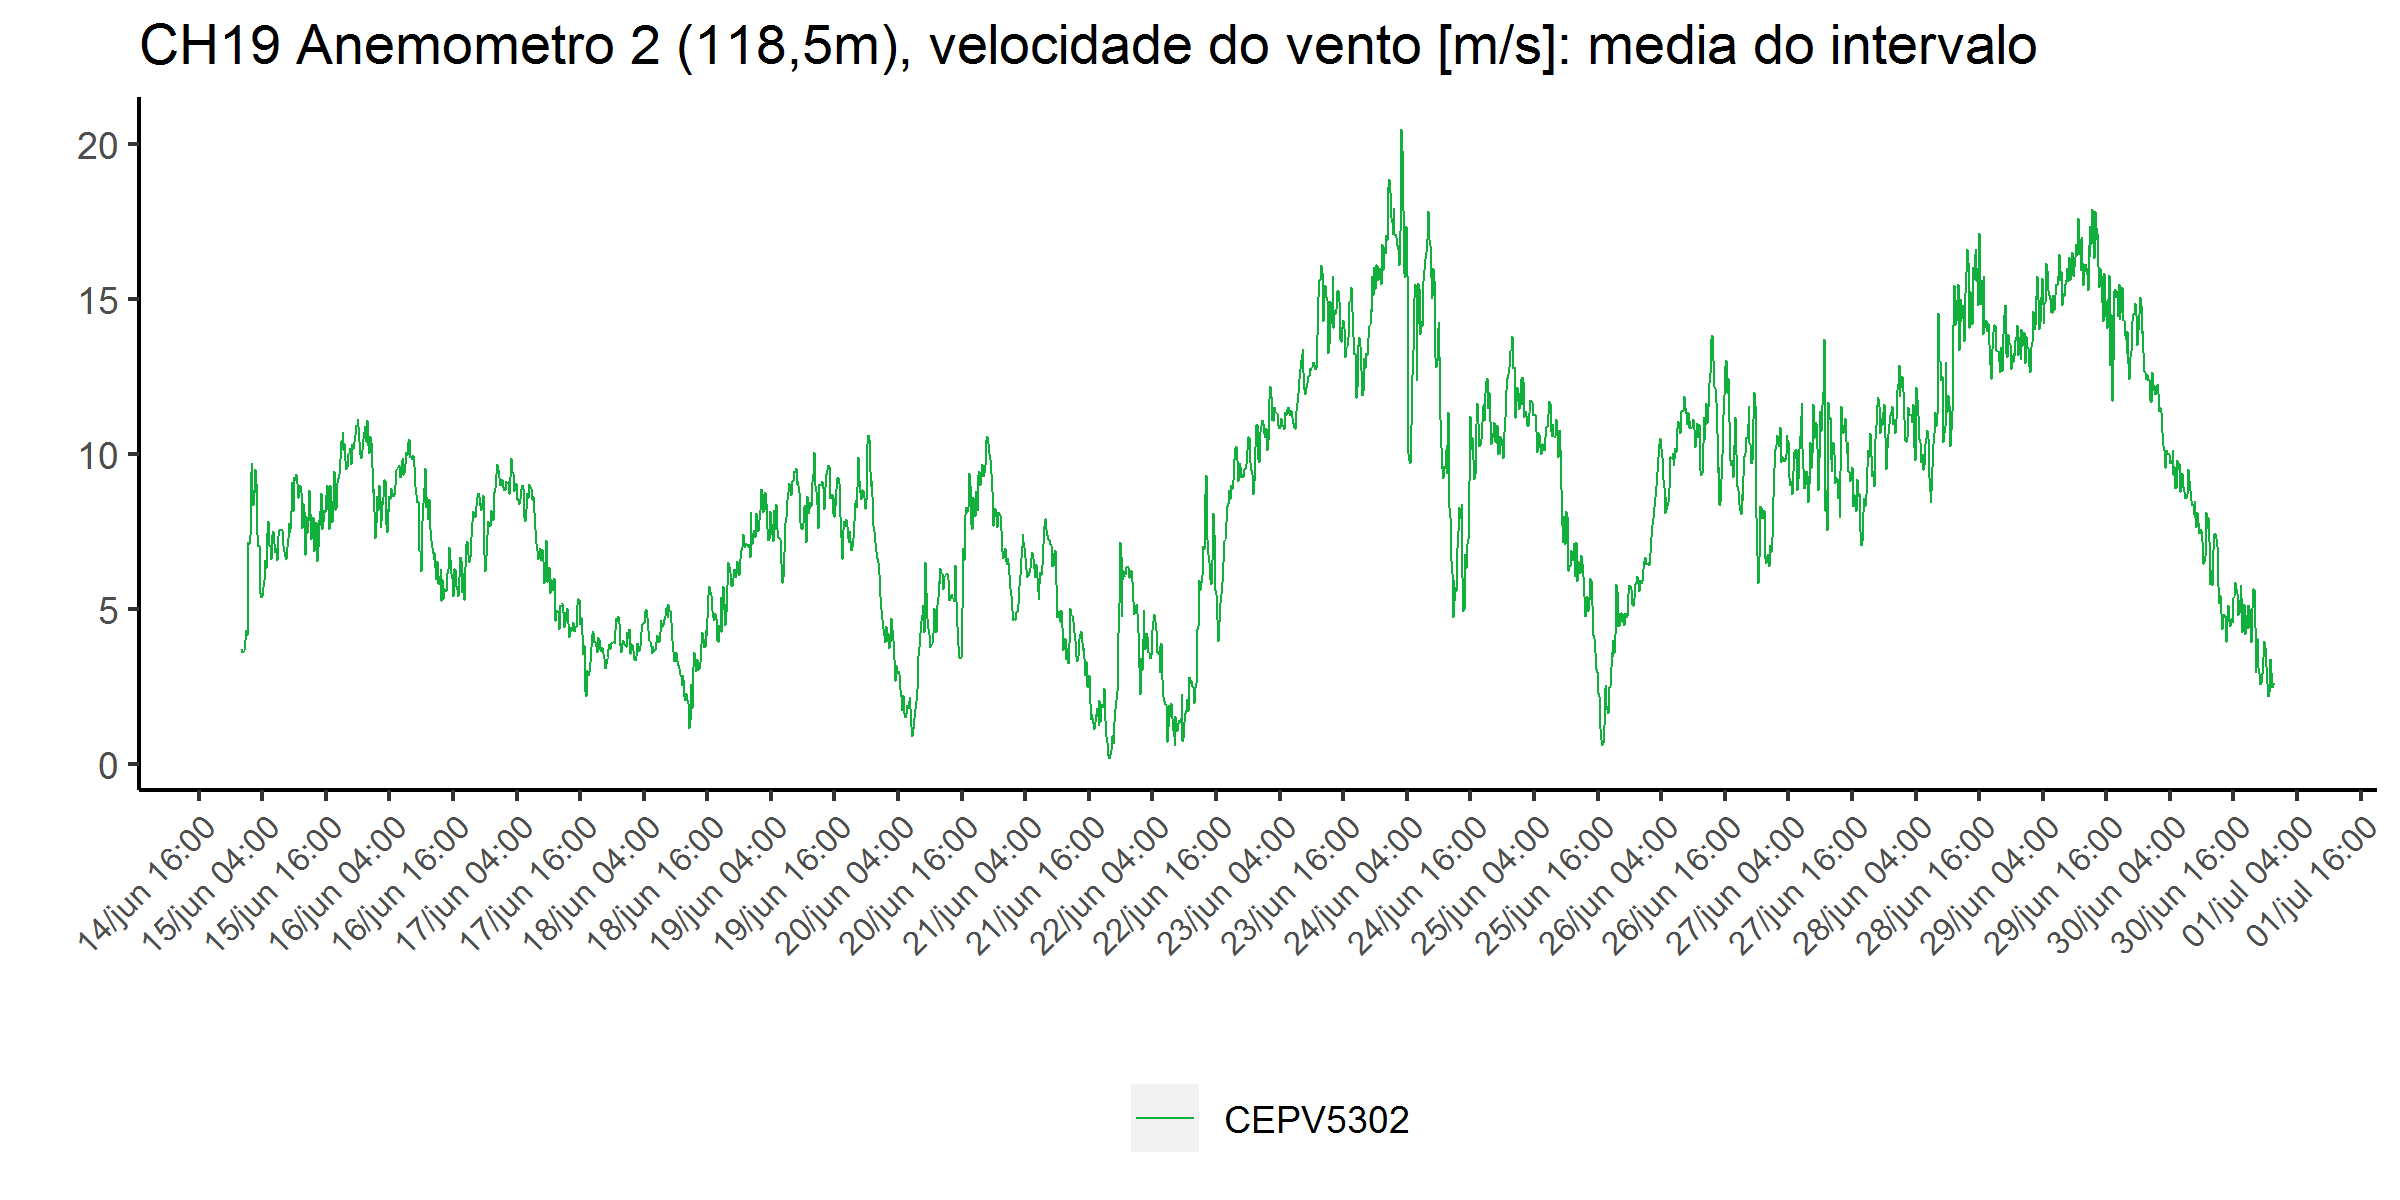 CH19 Anemometro 2 (118,5m), velocidade do vento [m/s]: media do intervalo
20
15
10
5
0
14/jun 16:00
15/jun 04:00
15/jun 16:00
16/jun 04:00
16/jun 16:00
17/jun 04:00
17/jun 16:00
18/jun 04:00
18/jun 16:00
19/jun 04:00
19/jun 16:00
20/jun 04:00
20/jun 16:00
21/jun 04:00
21/jun 16:00
22/jun 04:00
22/jun 16:00
23/jun 04:00
23/jun 16:00
24/jun 04:00
24/jun 16:00
25/jun 04:00
25/jun 16:00
26/jun 04:00
26/jun 16:00
27/jun 04:00
27/jun 16:00
28/jun 04:00
28/jun 16:00
29/jun 04:00
29/jun 16:00
30/jun 04:00
30/jun 16:00
01/jul 04:00
01/jul 16:00
CEPV5302